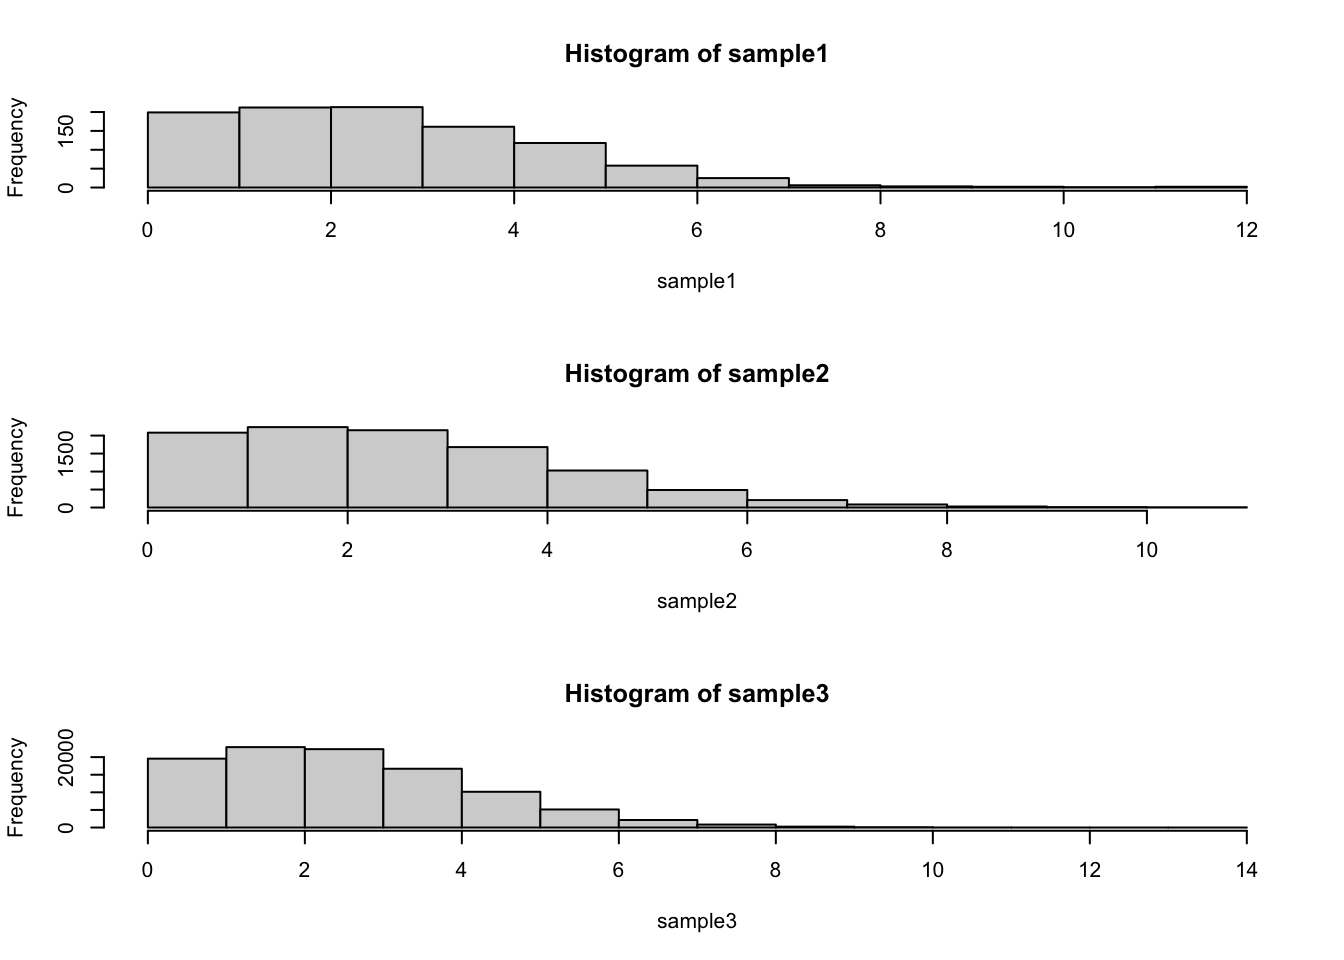 Histogram of sample1
Frequency
150
0
0 2 4 6 8 10 12
sample1
Histogram of sample2
Frequency
1500
0
0 2 4 6 8 10
sample2
Histogram of sample3
Frequency
20000
0
0 2 4 6 8 10 12 14
sample3